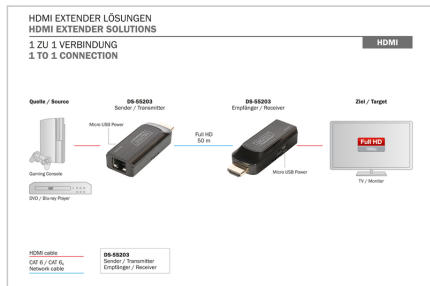 HDMI EXTENDER LÖSUNGEN
HDMI EXTENDER SOLUTIONS
1 ZU 1 VERBINDUNG
1 TO 1 CONNECTION
HDMI
Quelle / Source
DS-55203
Sender / Transmitter
DS-55203
Empfänger / Receiver
Ziel / Target
Micro USB Power
Full HD
50 m
Full HD
Gaming Console
Micro USB Power
TV / Monitor
DVD / Blu-rey Player
HDMI cable
CAT 6 / CAT 6A
Network cable
DS-55203
Sender / Transmitter
Empfänger / Receiver